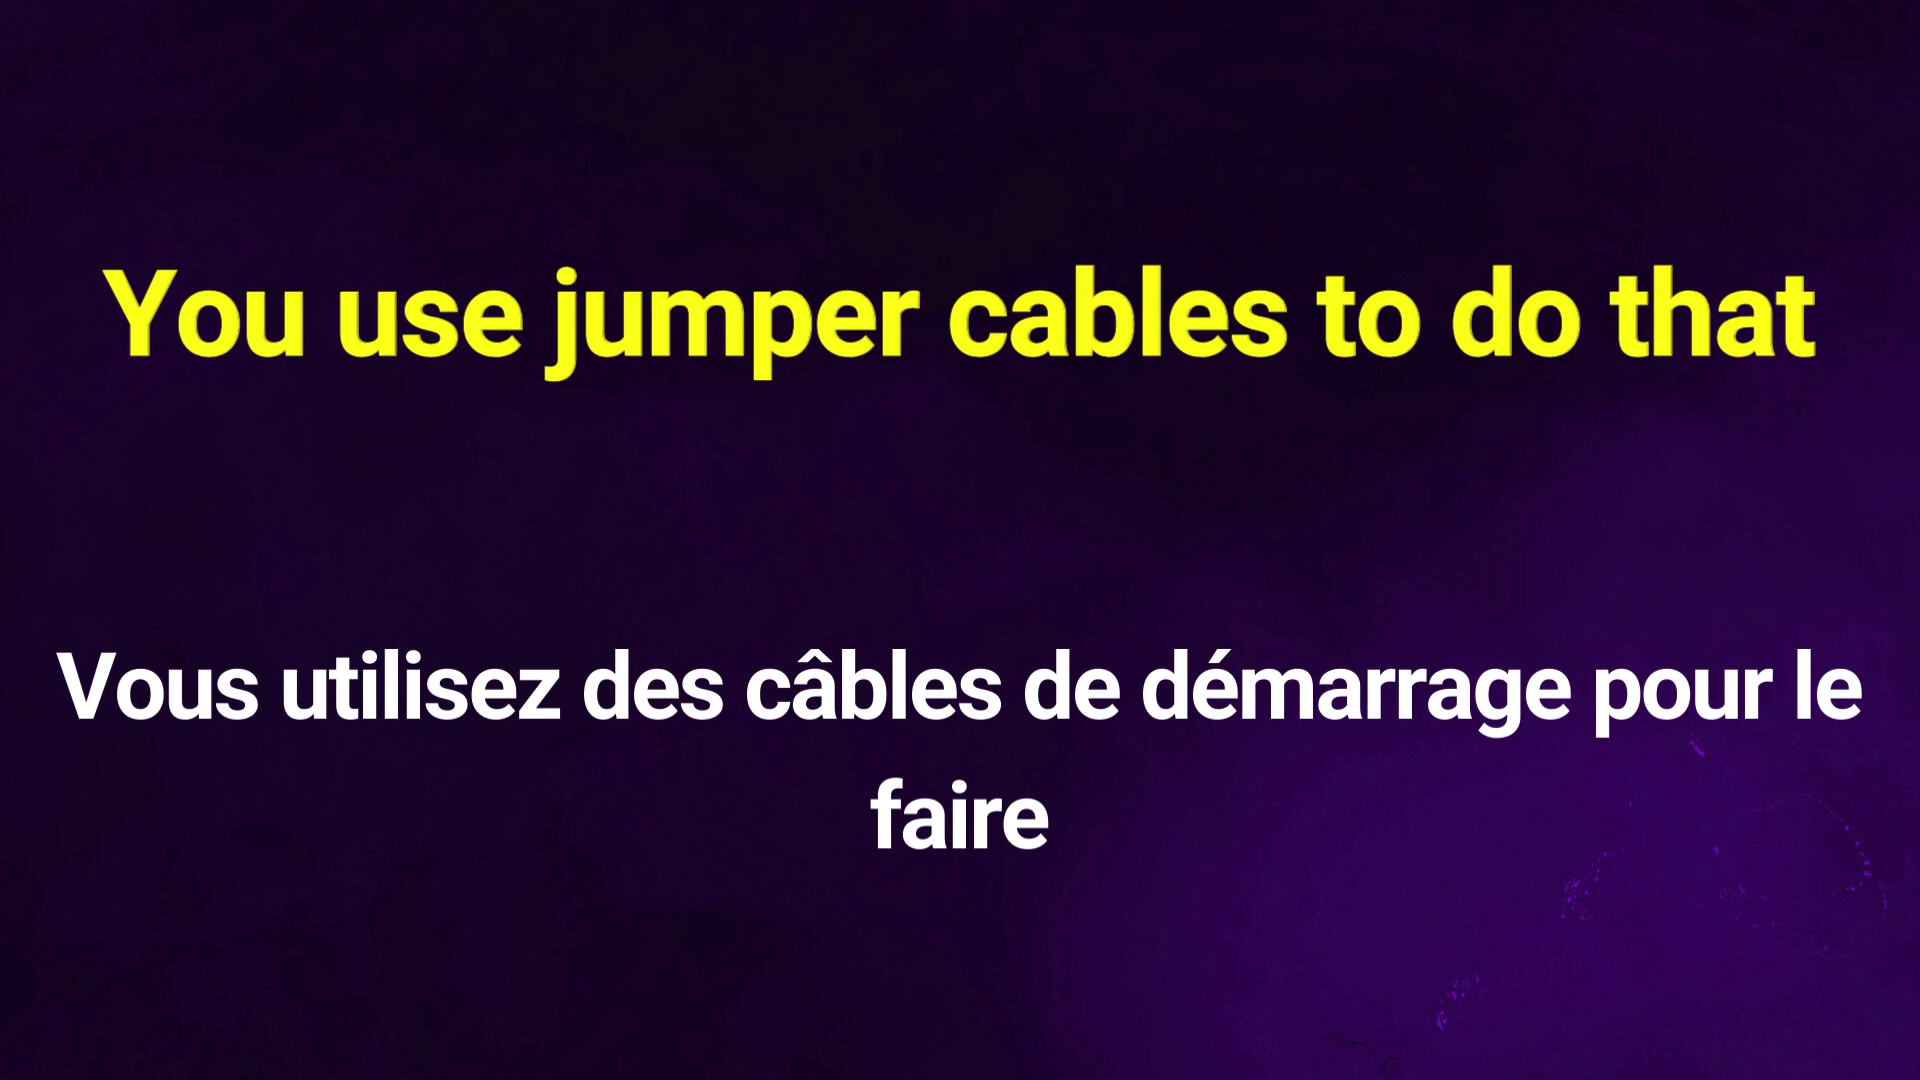 You use jumper cables to do that
Vous utilisez des câbles de démarrage pour le
faire